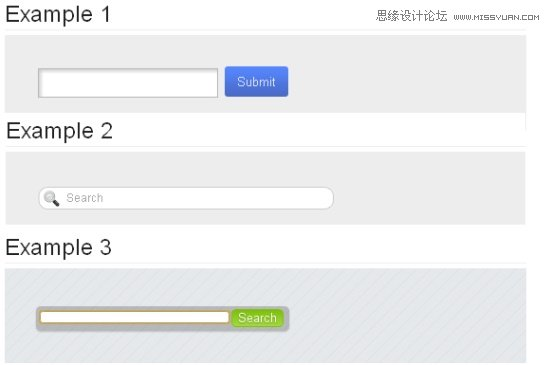 Example 1
思缘设计论坛 WWW.MISSYUAN.COM
Submit
Example 2
Search
Example 3
Search